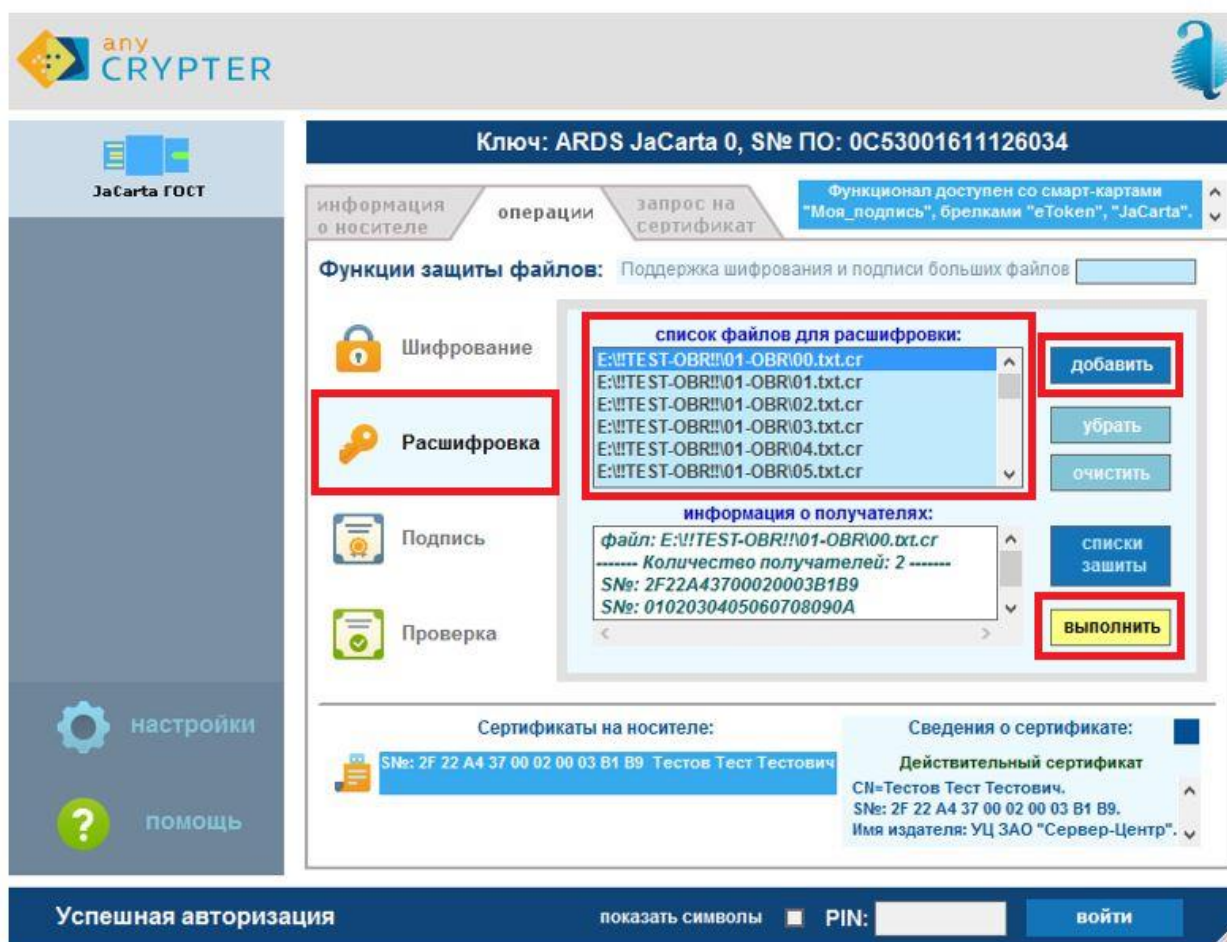 any
CRYPTER
JaCarta ГОСТ
Ключ: ARDS JaCarta 0, S№ ПО: 0C53001611126034
информация
о носителе
операции
запрос на
сертификат
Функционал доступен со смарт-картами
"Моя_подпись", брелками "eToken", "JaCarta".
Функции защиты файлов:
Поддержка шифрования и подписи больших файлов
Шифрование
Расшифровка
Подпись
Проверка
список файлов для расшифровки:
E:\!!TEST-OBR!!\01-OBR\00.txt.cr
E:\!!TEST-OBR!!\01-OBR\01.txt.cr
E:\!!TEST-OBR!!\01-OBR\02.txt.cr
E:\!!TEST-OBR!!\01-OBR\03.txt.cr
E:\!!TEST-OBR!!\01-OBR\04.txt.cr
E:\!!TEST-OBR!!\01-OBR\05.txt.cr
добавить
убрать
очистить
информация о получателях:
файл: E:\!!TEST-OBR!!\01-OBR\00.txt.cr
------- Количество получателей: 2 -------
S№: 2F22A43700020003B1B9
S№: 0102030405060708090A
списки
зашиты
выполнить
настройки
помощь
Сертификаты на носителе:
S№: 2F 22 A4 37 00 02 00 03 B1 B9 Тестов Тест Тестович
Сведения о сертификате:
Действительный сертификат
CN=Тестов Тест Тестович.
S№: 2F 22 A4 37 00 02 00 03 B1 B9.
Имя издателя: УЦ ЗАО "Сервер-Центр".
Успешная авторизация
показать символы
PIN:
войти